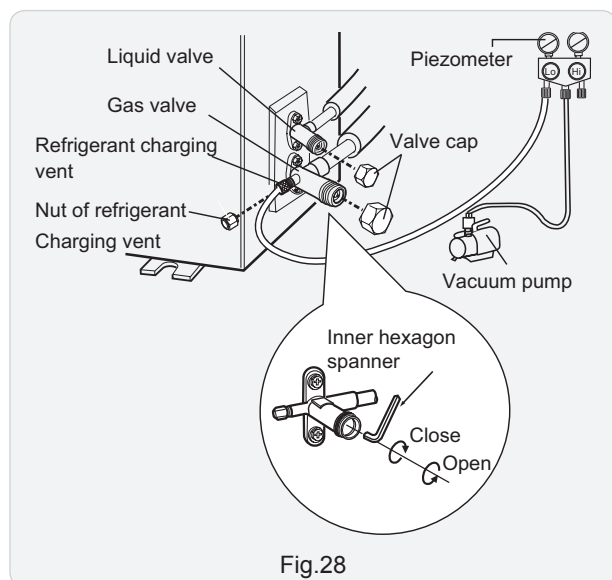 Liquid valve
Gas valve
Refrigerant charging
vent
Nut of refrigerant
Charging vent
Piezometer
Lo
Hi
Valve cap
Vacuum pump
Inner hexagon
spanner
Close
Open
Fig.28